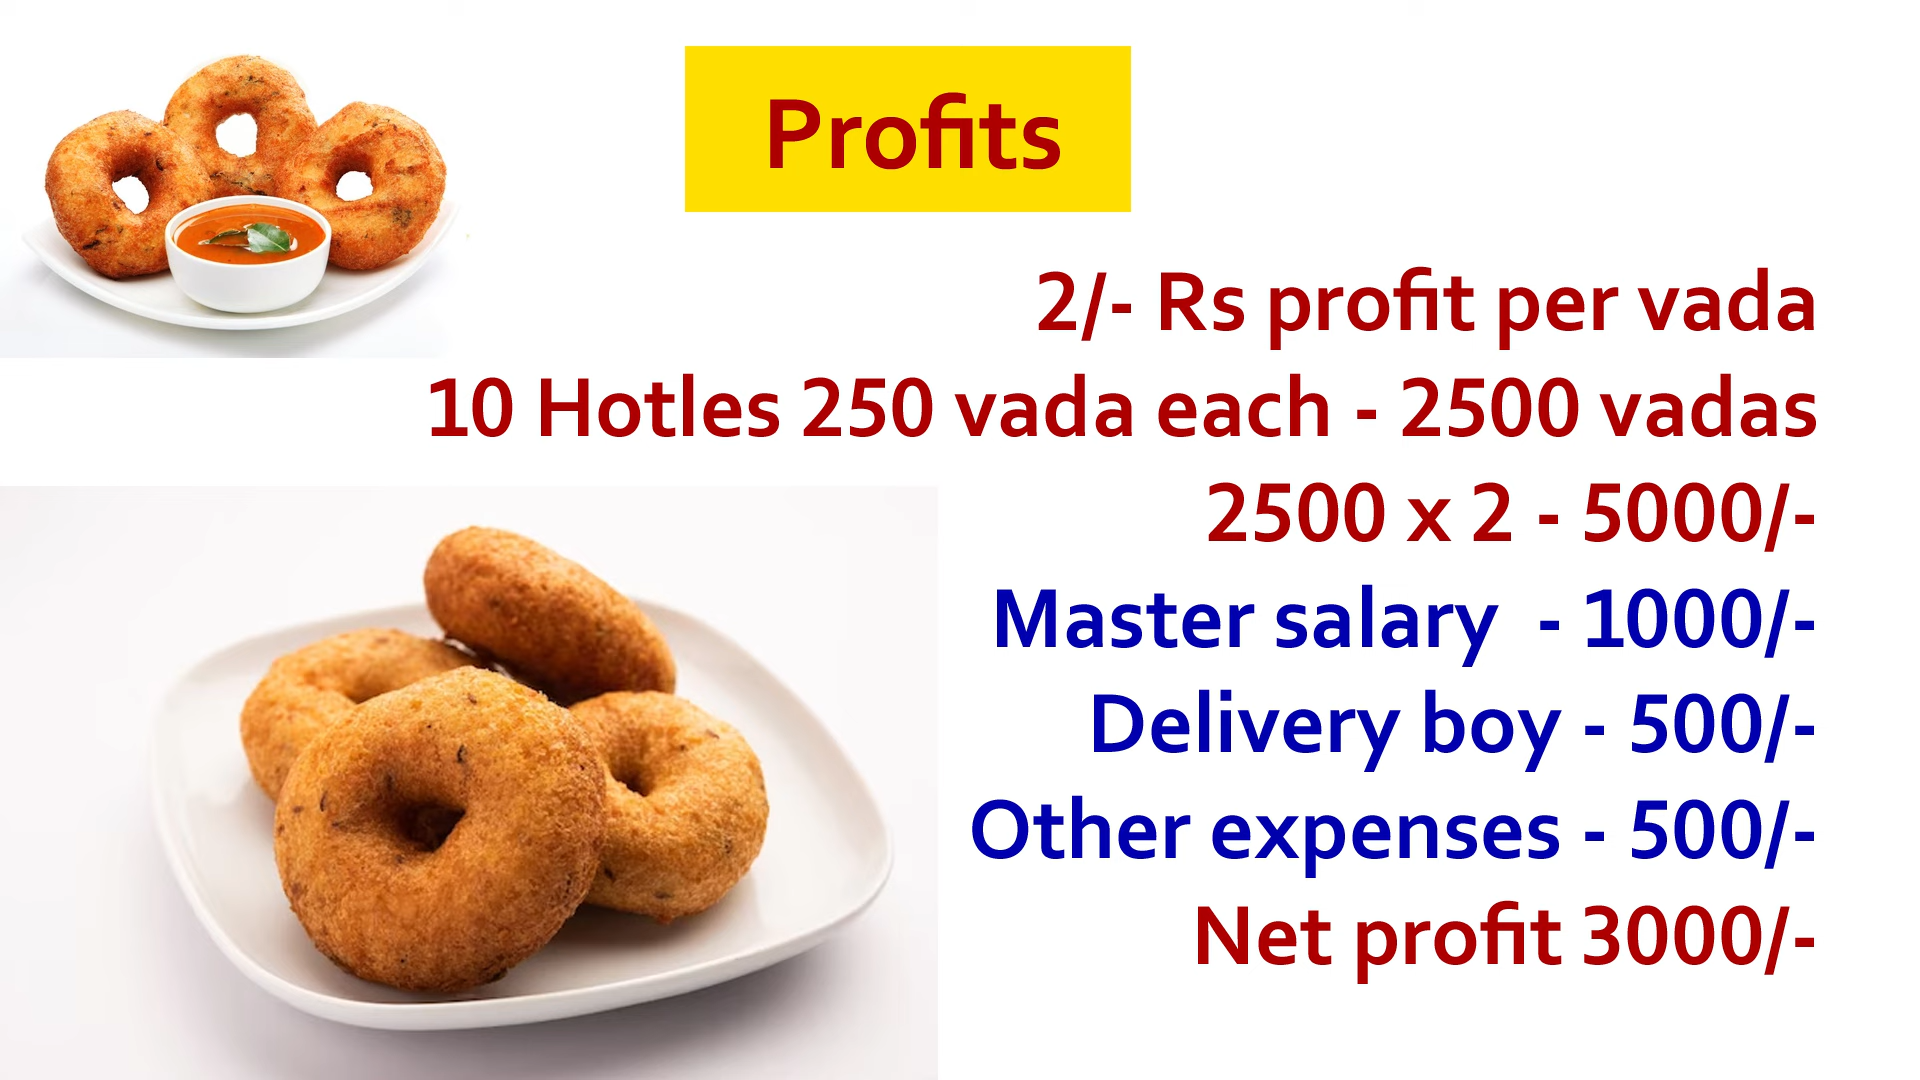 Profits
2/- Rs profit per vada
10 Hotles 250 vada each - 2500 vadas
2500 x 2 - 5000/-
Master salary  - 1000/-
Delivery boy - 500/-
Other expenses - 500/-
Net profit 3000/-